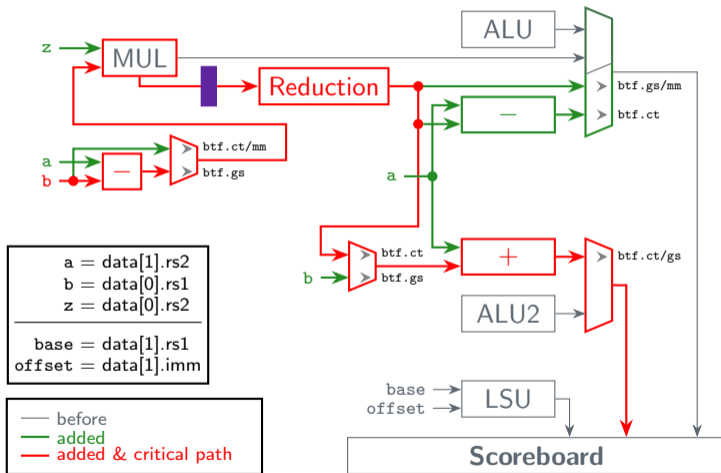 ALU
z
MUL
Reduction
btf.gs/mm
−
btf.ct
btf.ct/mm
a
−
b
btf.gs
a
btf.ct
+
btf.ct/gs
b
btf.gs
a = data[1].rs2
b = data[0].rs1
z = data[0].rs2
base = data[1].rs1
offset = data[1].imm
ALU2
base
offset
LSU
before
added
added & critical path
Scoreboard